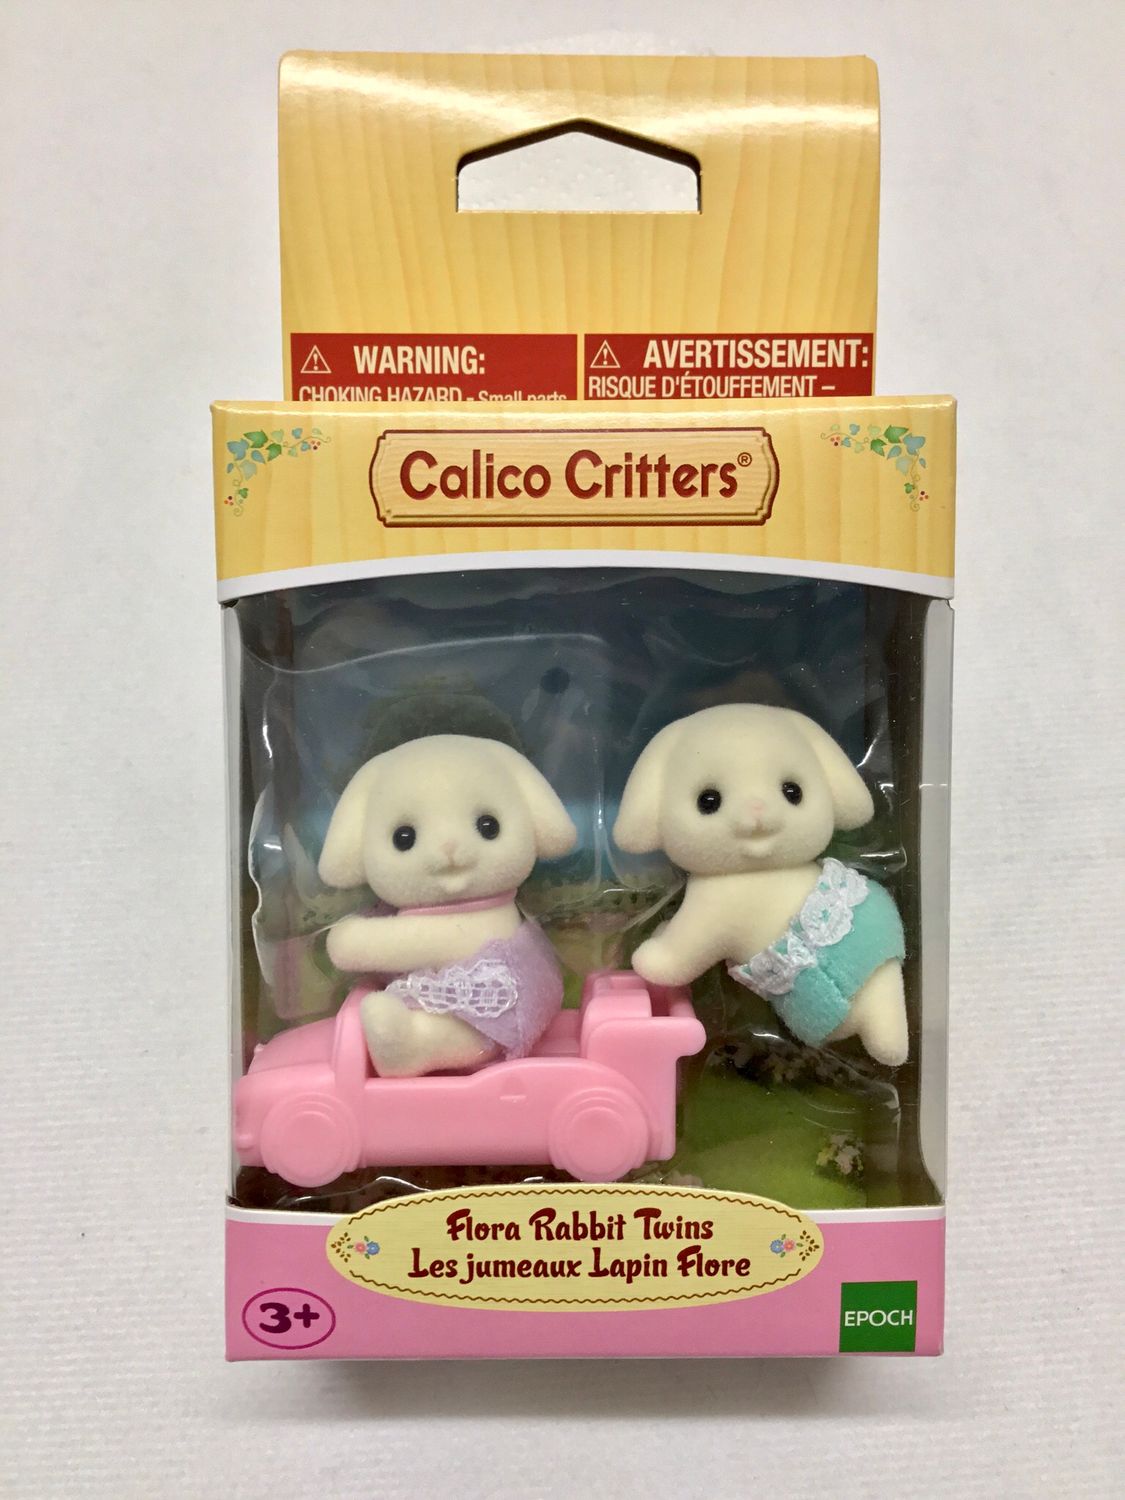 WARNING:
CHOKING HAZARD - Small parts
AVERTISSEMENT:
RISQUE D'ÉTOUFFEMENT –
Calico Critters®
Flora Rabbit Twins
Les jumeaux Lapin Flore
3+
EPOCH